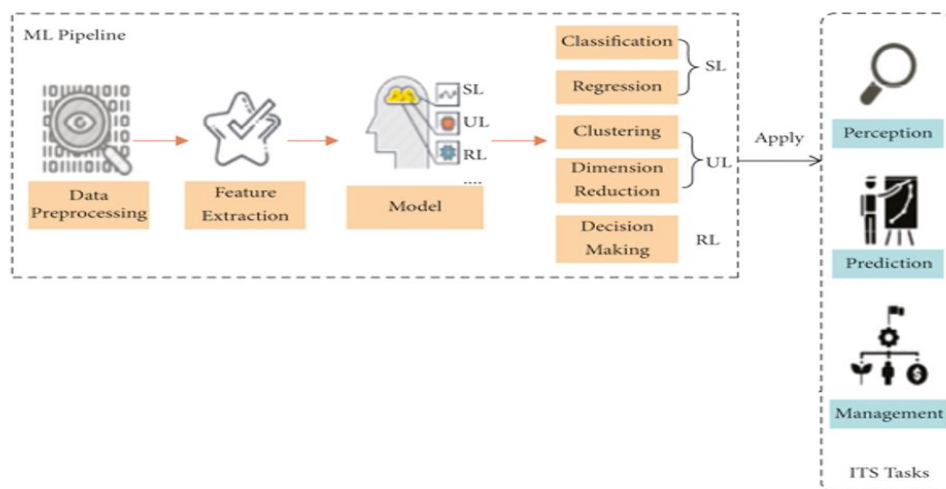 ML Pipeline
Data
Preprocessing
Feature
Extraction
SL
UL
RL
....
Model
Classification
Regression
SL
Clustering
Dimension
Reduction
UL
Decision
Making
RL
Apply
Perception
Prediction
Management
ITS Tasks